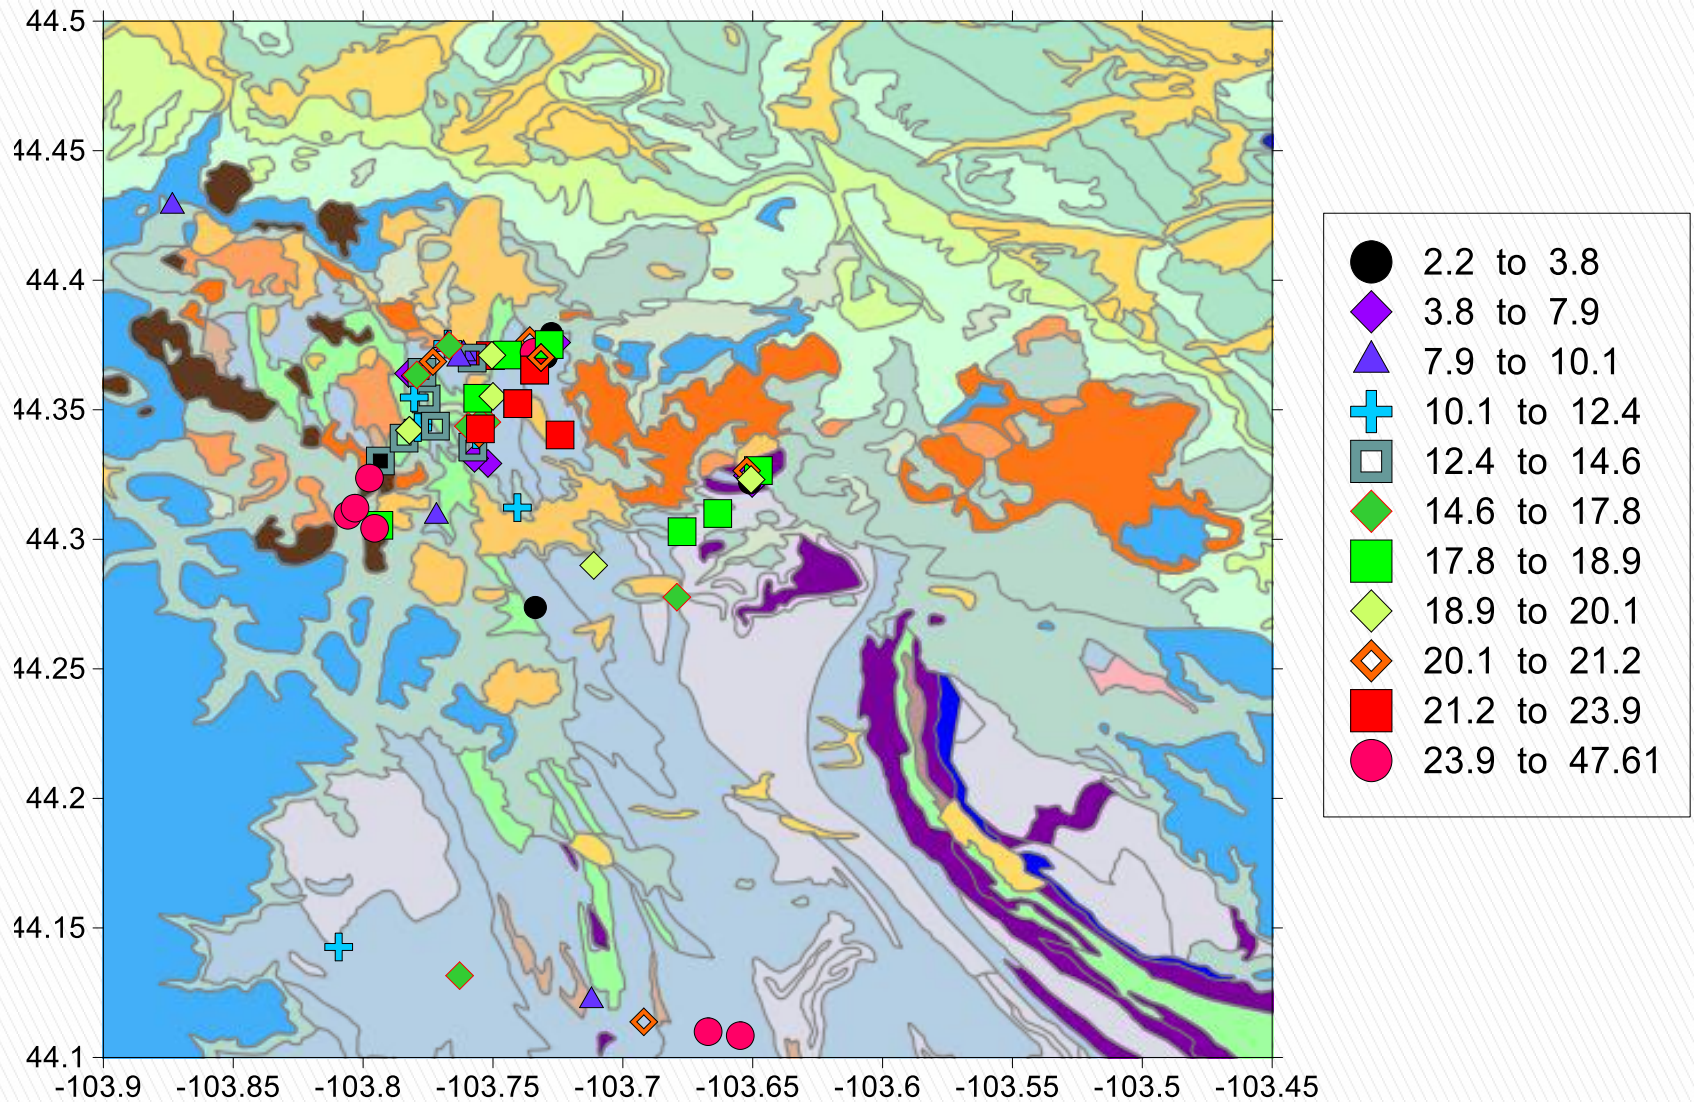 44.5
44.45
44.4
44.35
44.3
44.25
44.2
44.15
44.1
-103.9 -103.85 -103.8 -103.75 -103.7 -103.65 -103.6 -103.55 -103.5 -103.45
2.2 to 3.8
3.8 to 7.9
7.9 to 10.1
10.1 to 12.4
12.4 to 14.6
14.6 to 17.8
17.8 to 18.9
18.9 to 20.1
20.1 to 21.2
21.2 to 23.9
23.9 to 47.61